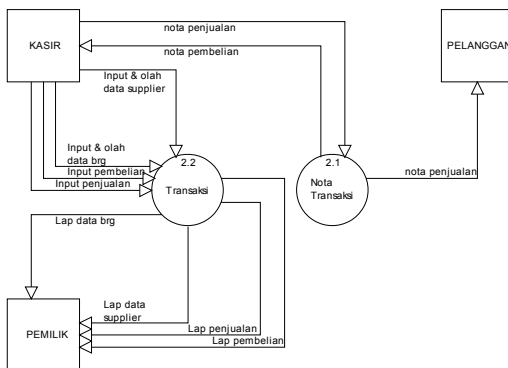 nota penjualan
KASIR
nota pembelian
PELANGGAN
Input & olah
data supplier
Input & olah
data brg
Input pembelian
Input penjualan
2.2
Transaksi
2.1
Nota
Transaksi
nota penjualan
Lap data brg
Lap data
supplier
Lap penjualan
Lap pembelian
PEMILIK